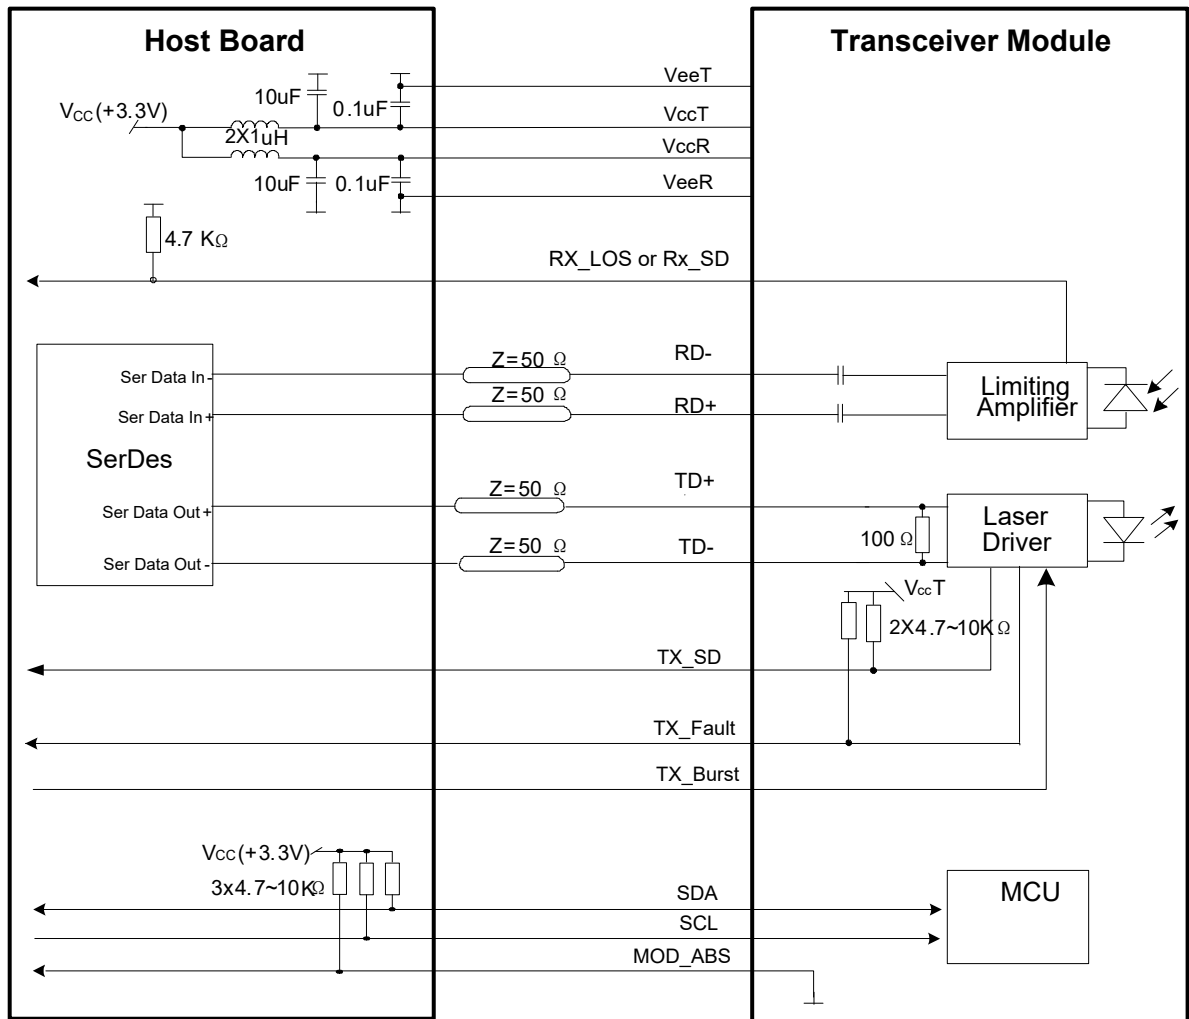 Host Board
Transceiver Module
VeeT
10uF
0.1uF
VCC(+3.3V)
VccT
2X1uH
VccR
10uF
0.1uF
VeeR
4.7 KΩ
RX_LOS or Rx_SD
Z=50 Ω
RD-
Ser Data In-
Z=50 Ω
RD+
Ser Data In+
Limiting
Amplifier
SerDes
Z=50 Ω
TD+
Ser Data Out+
100 Ω
Laser
Driver
Z=50 Ω
TD-
Ser Data Out-
VccT
2X4.7~10KΩ
TX_SD
TX_Fault
TX_Burst
VCC(+3.3V)
3x4.7~10KΩ
SDA
MCU
SCL
MOD_ABS